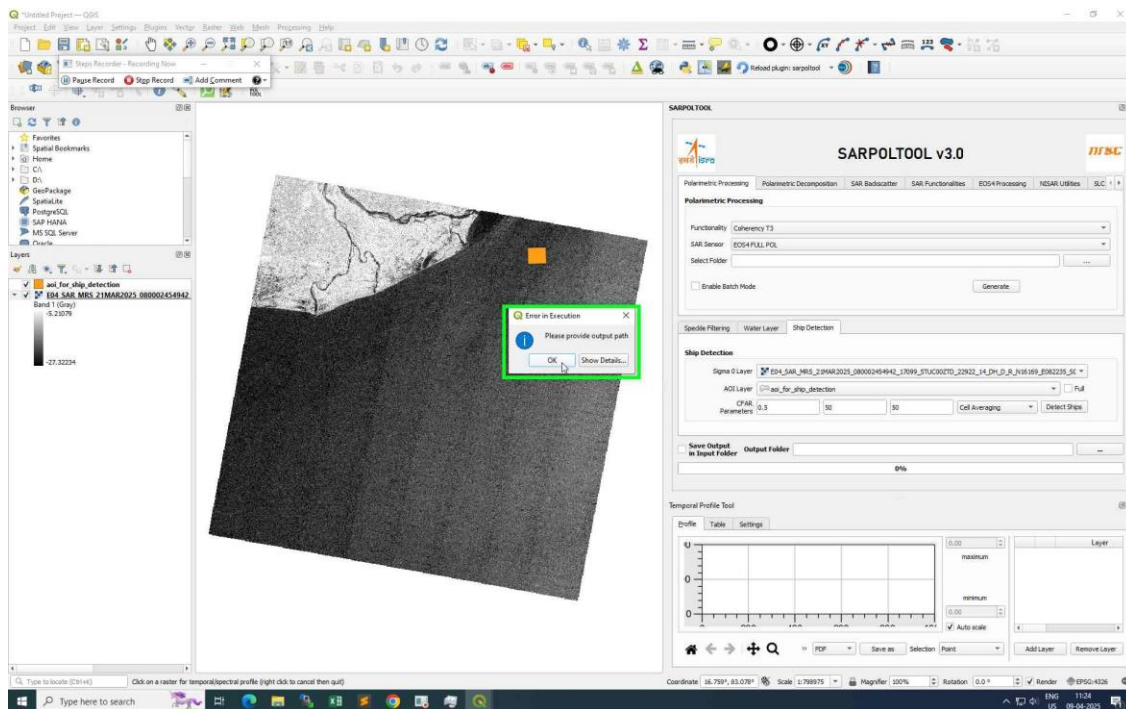 *Untitled Project — QGIS
Project Edit View Layer Settings Plugins Vector Raster Web Mesh Processing Help
Steps Recorder - Recording Now
Pause Record Stop Record Add Comment
Reload plugin: sarpoltool
Browser
Favorites
Spatial Bookmarks
Home
C:\
D:\
GeoPackage
SpatiaLite
PostgreSQL
SAP HANA
MS SQL Server
Oracle
Layers
aoi_for_ship_detection
E04_SAR_MRS_21MAR2025_080002454942
Band 1 (Gray)
-5.21079
-27.32234
Error in Execution
Please provide output path
OK Show Details...
SARPOLTOOL
इसरो isro
SARPOLTOOL v3.0
nrsc
Polarimetric Processing Polarimetric Decomposition SAR Backscatter SAR Functionalities EOS4 Processing NISAR Utilities SLC
Polarimetric Processing
Functionality Coherency T3
SAR Sensor EOS4 FULL POL
Select Folder ...
Enable Batch Mode Generate
Speckle Filtering Water Layer Ship Detection
Ship Detection
Sigma 0 Layer E04_SAR_MRS_21MAR2025_080002454942_17099_STUC00ZTD_22922_14_DH_D_R_N16169_E082235_S(
AOI Layer aoi_for_ship_detection Full
CFAR Parameters 0.5 50 50 Cell Averaging Detect Ships
Save Output in Input Folder Output Folder ...
0%
Temporal Profile Tool
Profile Table Settings
0.00
maximum
minimum
0.00
Auto scale
Layer
0
0
PDF Save as Selection Point Add Layer Remove Layer
Type to locate (Ctrl+K) Click on a raster for temporal/spectral profile (right click to cancel then quit) Coordinate 16.759°, 83.078° Scale 1:798975 Magnifier 100% Rotation 0.0 ° Render EPSG:4326
Type here to search
ENG 11:24
US 09-04-2025